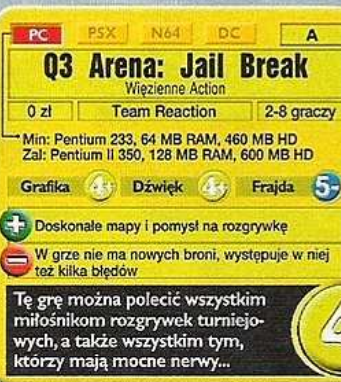 PC PSX N64 DC A
Q3 Arena: Jail Break
Więzienne Action
0 zł Team Reaction 2-8 graczy
Min: Pentium 233, 64 MB RAM, 460 MB HD
Zal: Pentium II 350, 128 MB RAM, 600 MB HD
Grafika 4+ Dźwięk 4+ Frajda 5-
Doskonałe mapy i pomysł na rozgrywkę
W grze nie ma nowych broni, występuje w niej
też kilka błędów
Tę grę można polecić wszystkim
miłośnikom rozgrywek turniejo-
wych, a także wszystkim tym,
którzy mają mocne nerwy...